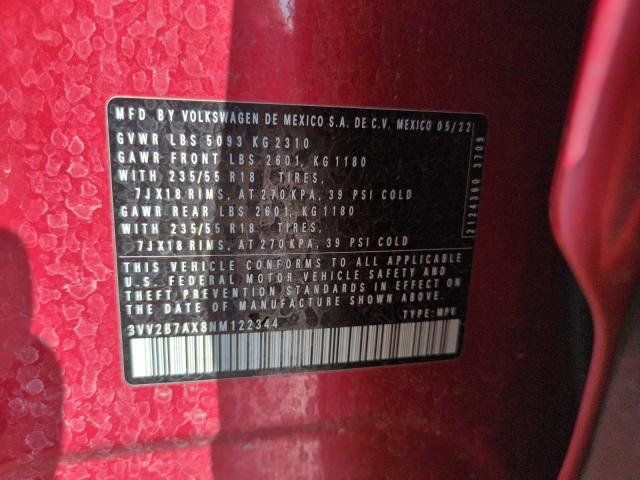 MFD BY VOLKSWAGEN DE MEXICO S.A. DE C.V. MEXICO 05/22
GVWR LBS 5093 KG 2310
GAWR FRONT LBS 2601, KG 1180
WITH 235/55 R18 TIRES,
7JX18 RIMS, AT 270 KPA, 39 PSI COLD
GAWR REAR LBS 2601, KG 1180
WITH 235/55 R18 TIRES,
7JX18 RIMS, AT 270 KPA, 39 PSI COLD
THIS VEHICLE CONFORMS TO ALL APPLICABLE
U.S. FEDERAL MOTOR VEHICLE SAFETY AND
THEFT PREVENTION STANDARDS IN EFFECT ON
THE DATE OF MANUFACTURE SHOWN ABOVE.
3VV2B7AX8NM122344 TYPE: MPV
2124300 3709